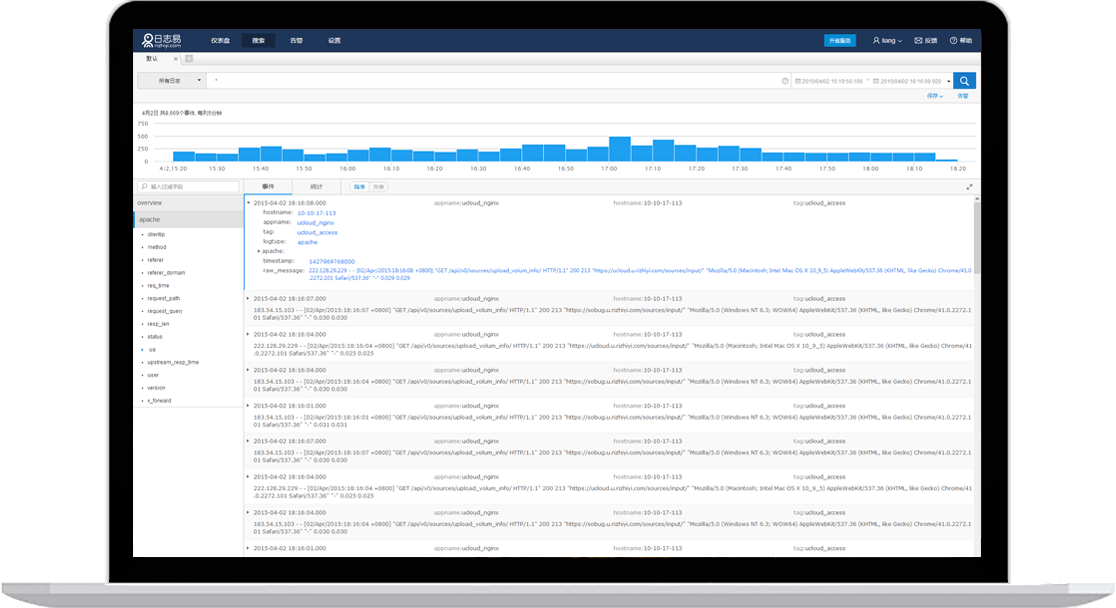 日志易
rizhiyi.com
仪表盘 搜索 告警 设置 升级服务 liang 反馈 帮助
默认 ×
所有日志 * 2015/04/02 15:19:50.156 ~ 2015/04/02 18:16:09.920
保存 告警
4月2日 共8,669个事件, 每列5分钟
750
500
250
0
4/2,15:20 15:30 15:40 15:50 16:00 16:10 16:20 16:30 16:40 16:50 17:00 17:10 17:20 17:30 17:40 17:50 18:00 18:10 18:20
输入过滤字段
overview
apache
clientip
method
referer
referer_domain
req_time
request_path
request_query
resp_len
status
ua
upstream_resp_time
user
version
x_forward
事件 统计 降序 升序
2015-04-02 18:16:08.000 appname:ucloud_nginx hostname:10-10-17-113 tag:ucloud_access
hostname: 10-10-17-113
appname: ucloud_nginx
tag: ucloud_access
logtype: apache
apache:
timestamp: 1427969768000
raw_message: 222.128.29.229 - - [02/Apr/2015:18:16:08 +0800] "GET /api/v0/sources/upload_volum_info/ HTTP/1.1" 200 213 "https://ucloud.u.rizhiyi.com/sources/input/" "Mozilla/5.0 (Macintosh; Intel Mac OS X 10_9_5) AppleWebKit/537.36 (KHTML, like Gecko) Chrome/41.0
.2272.101 Safari/537.36" "-" 0.029 0.029
2015-04-02 18:16:07.000 appname:ucloud_nginx hostname:10-10-17-113 tag:ucloud_access
183.54.15.103 - - [02/Apr/2015:18:16:07 +0800] "GET /api/v0/sources/upload_volum_info/ HTTP/1.1" 200 213 "https://sobug.u.rizhiyi.com/sources/input/" "Mozilla/5.0 (Windows NT 6.3; WOW64) AppleWebKit/537.36 (KHTML, like Gecko) Chrome/41.0.2272.1
01 Safari/537.36" "-" 0.030 0.030
2015-04-02 18:16:04.000 appname:ucloud_nginx hostname:10-10-17-113 tag:ucloud_access
222.128.29.229 - - [02/Apr/2015:18:16:04 +0800] "GET /api/v0/sources/upload_volum_info/ HTTP/1.1" 200 213 "https://ucloud.u.rizhiyi.com/sources/input/" "Mozilla/5.0 (Macintosh; Intel Mac OS X 10_9_5) AppleWebKit/537.36 (KHTML, like Gecko) Chrome/41
.0.2272.101 Safari/537.36" "-" 0.025 0.025
2015-04-02 18:16:04.000 appname:ucloud_nginx hostname:10-10-17-113 tag:ucloud_access
183.54.15.103 - - [02/Apr/2015:18:16:04 +0800] "GET /api/v0/sources/upload_volum_info/ HTTP/1.1" 200 213 "https://sobug.u.rizhiyi.com/sources/input/" "Mozilla/5.0 (Windows NT 6.3; WOW64) AppleWebKit/537.36 (KHTML, like Gecko) Chrome/41.0.2272.1
01 Safari/537.36" "-" 0.030 0.030
2015-04-02 18:16:01.000 appname:ucloud_nginx hostname:10-10-17-113 tag:ucloud_access
183.54.15.103 - - [02/Apr/2015:18:16:01 +0800] "GET /api/v0/sources/upload_volum_info/ HTTP/1.1" 200 213 "https://sobug.u.rizhiyi.com/sources/input/" "Mozilla/5.0 (Windows NT 6.3; WOW64) AppleWebKit/537.36 (KHTML, like Gecko) Chrome/41.0.2272.1
01 Safari/537.36" "-" 0.031 0.031
2015-04-02 18:16:07.000 appname:ucloud_nginx hostname:10-10-17-113 tag:ucloud_access
183.54.15.103 - - [02/Apr/2015:18:16:07 +0800] "GET /api/v0/sources/upload_volum_info/ HTTP/1.1" 200 213 "https://sobug.u.rizhiyi.com/sources/input/" "Mozilla/5.0 (Windows NT 6.3; WOW64) AppleWebKit/537.36 (KHTML, like Gecko) Chrome/41.0.2272.1
01 Safari/537.36" "-" 0.030 0.030
2015-04-02 18:16:04.000 appname:ucloud_nginx hostname:10-10-17-113 tag:ucloud_access
222.128.29.229 - - [02/Apr/2015:18:16:04 +0800] "GET /api/v0/sources/upload_volum_info/ HTTP/1.1" 200 213 "https://ucloud.u.rizhiyi.com/sources/input/" "Mozilla/5.0 (Macintosh; Intel Mac OS X 10_9_5) AppleWebKit/537.36 (KHTML, like Gecko) Chrome/41
.0.2272.101 Safari/537.36" "-" 0.025 0.025
2015-04-02 18:16:04.000 appname:ucloud_nginx hostname:10-10-17-113 tag:ucloud_access
183.54.15.103 - - [02/Apr/2015:18:16:04 +0800] "GET /api/v0/sources/upload_volum_info/ HTTP/1.1" 200 213 "https://sobug.u.rizhiyi.com/sources/input/" "Mozilla/5.0 (Windows NT 6.3; WOW64) AppleWebKit/537.36 (KHTML, like Gecko) Chrome/41.0.2272.1
01 Safari/537.36" "-" 0.030 0.030
2015-04-02 18:16:01.000 appname:ucloud_nginx hostname:10-10-17-113 tag:ucloud_access